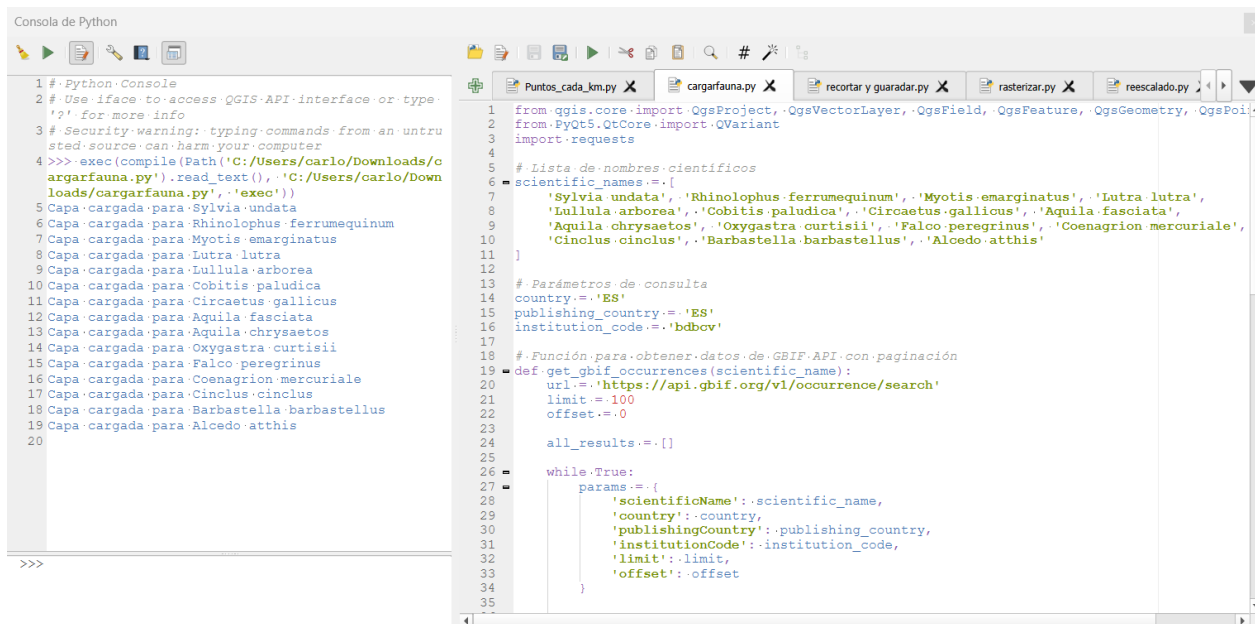 Consola de Python
1 # Python Console
2 # Use iface to access QGIS API interface or type
'?' for more info
3 # Security warning: typing commands from an untru
sted source can harm your computer
4 >>> exec(compile(Path('C:/Users/carlo/Downloads/c
argarfauna.py').read_text(), 'C:/Users/carlo/Down
loads/cargarfauna.py', 'exec'))
5 Capa cargada para Sylvia undata
6 Capa cargada para Rhinolophus ferrumequinum
7 Capa cargada para Myotis emarginatus
8 Capa cargada para Lutra lutra
9 Capa cargada para Lullula arborea
10 Capa cargada para Cobitis paludica
11 Capa cargada para Circaetus gallicus
12 Capa cargada para Aquila fasciata
13 Capa cargada para Aquila chrysaetos
14 Capa cargada para Oxygastra curtisii
15 Capa cargada para Falco peregrinus
16 Capa cargada para Coenagrion mercuriale
17 Capa cargada para Cinclus cinclus
18 Capa cargada para Barbastella barbastellus
19 Capa cargada para Alcedo atthis
20
>>>
Puntos_cada_km.py cargarfauna.py recortar y guaradar.py rasterizar.py reescalado.py
1 from qgis.core import QgsProject, QgsVectorLayer, QgsField, QgsFeature, QgsGeometry, QgsPoi
2 from PyQt5.QtCore import QVariant
3 import requests
4
5 # Lista de nombres científicos
6 scientific_names = [
7 'Sylvia undata', 'Rhinolophus ferrumequinum', 'Myotis emarginatus', 'Lutra lutra',
8 'Lullula arborea', 'Cobitis paludica', 'Circaetus gallicus', 'Aquila fasciata',
9 'Aquila chrysaetos', 'Oxygastra curtisii', 'Falco peregrinus', 'Coenagrion mercuriale',
10 'Cinclus cinclus', 'Barbastella barbastellus', 'Alcedo atthis'
11 ]
12
13 # Parámetros de consulta
14 country = 'ES'
15 publishing_country = 'ES'
16 institution_code = 'bdbcv'
17
18 # Función para obtener datos de GBIF API con paginación
19 def get_gbif_occurrences(scientific_name):
20 url = 'https://api.gbif.org/v1/occurrence/search'
21 limit = 100
22 offset = 0
23
24 all_results = []
25
26 while True:
27 params = {
28 'scientificName': scientific_name,
29 'country': country,
30 'publishingCountry': publishing_country,
31 'institutionCode': institution_code,
32 'limit': limit,
33 'offset': offset
34 }
35